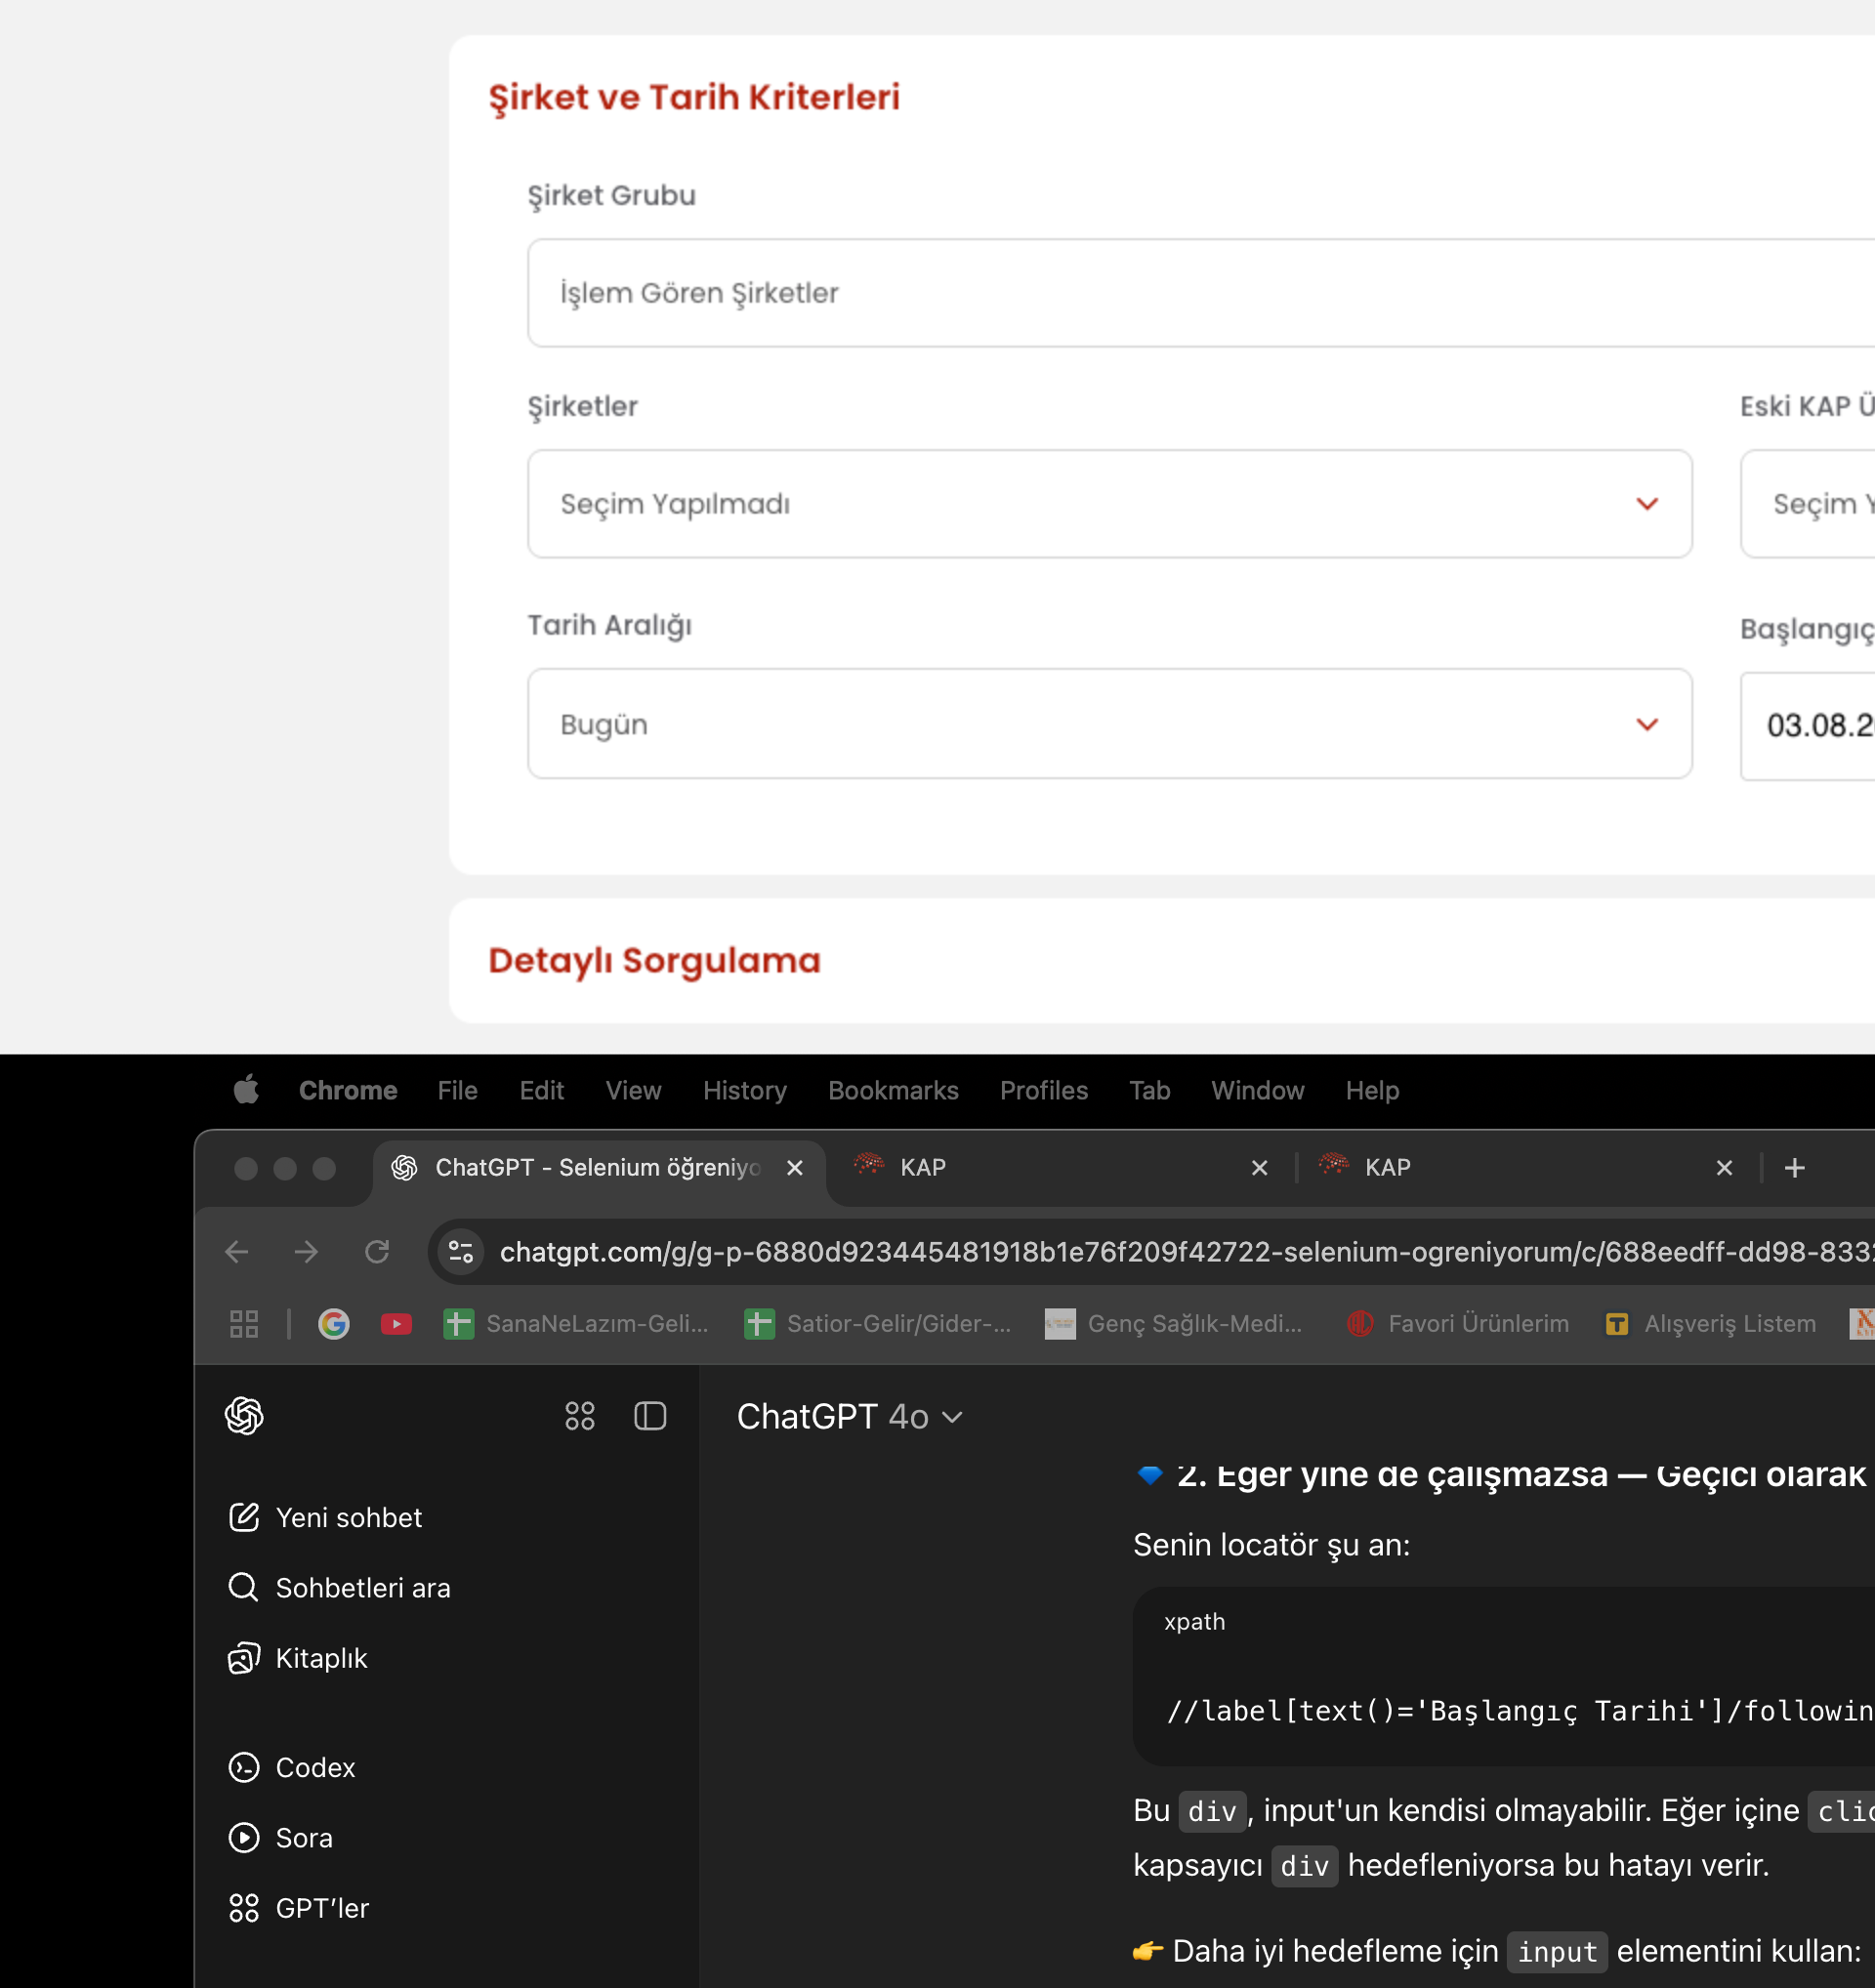 Şirket ve Tarih Kriterleri
Şirket Grubu
İşlem Gören Şirketler
Şirketler
Eski KAP
Seçim Yapılmadı
Seçim
Tarih Aralığı
Başlangıç
Bugün
03.08.2
Detaylı Sorgulama
Chrome File Edit View History Bookmarks Profiles Tab Window Help
ChatGPT - Selenium öğreniyo
KAP
KAP
chatgpt.com/g/g-p-6880d923445481918b1e76f209f42722-selenium-ogreniyorum/c/688eedff-dd98-833
SanaNeLazım-Geli...
Satior-Gelir/Gider-...
Genç Sağlık-Medi...
Favori Ürünlerim
Alışveriş Listem
ChatGPT 4o
Yeni sohbet
Sohbetleri ara
Kitaplık
Codex
Sora
GPT'ler
2. Eğer yine de çalışmazsa — Geçici olarak
Senin locatör şu an:
xpath
//label[text()='Başlangıç Tarihi']/followin
Bu div, input'un kendisi olmayabilir. Eğer içine clic
kapsayıcı div hedefleniyorsa bu hatayı verir.
👉 Daha iyi hedefleme için input elementini kullan: